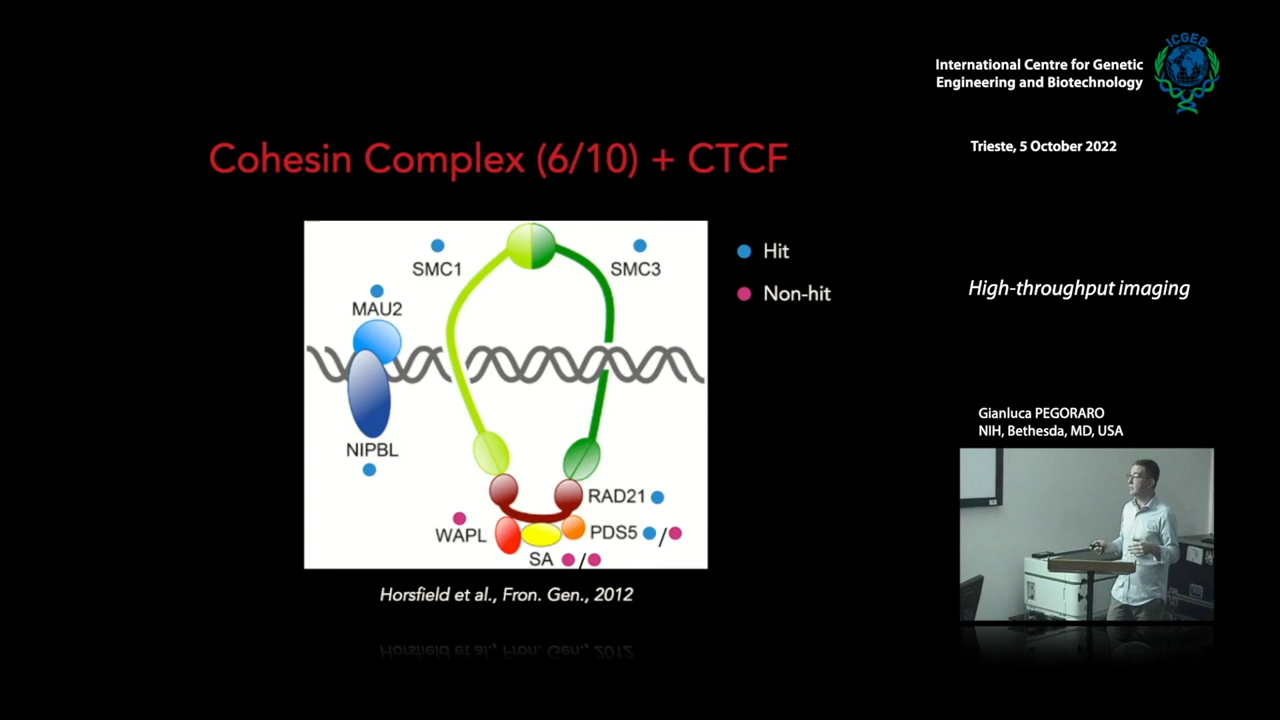 ICGEB
International Centre for Genetic
Engineering and Biotechnology
Trieste, 5 October 2022
Cohesin Complex (6/10) + CTCF
SMC1
SMC3
MAU2
NIPBL
RAD21
WAPL
PDS5 /
SA /
Hit
Non-hit
Horsfield et al., Fron. Gen., 2012
High-throughput imaging
Gianluca PEGORARO
NIH, Bethesda, MD, USA